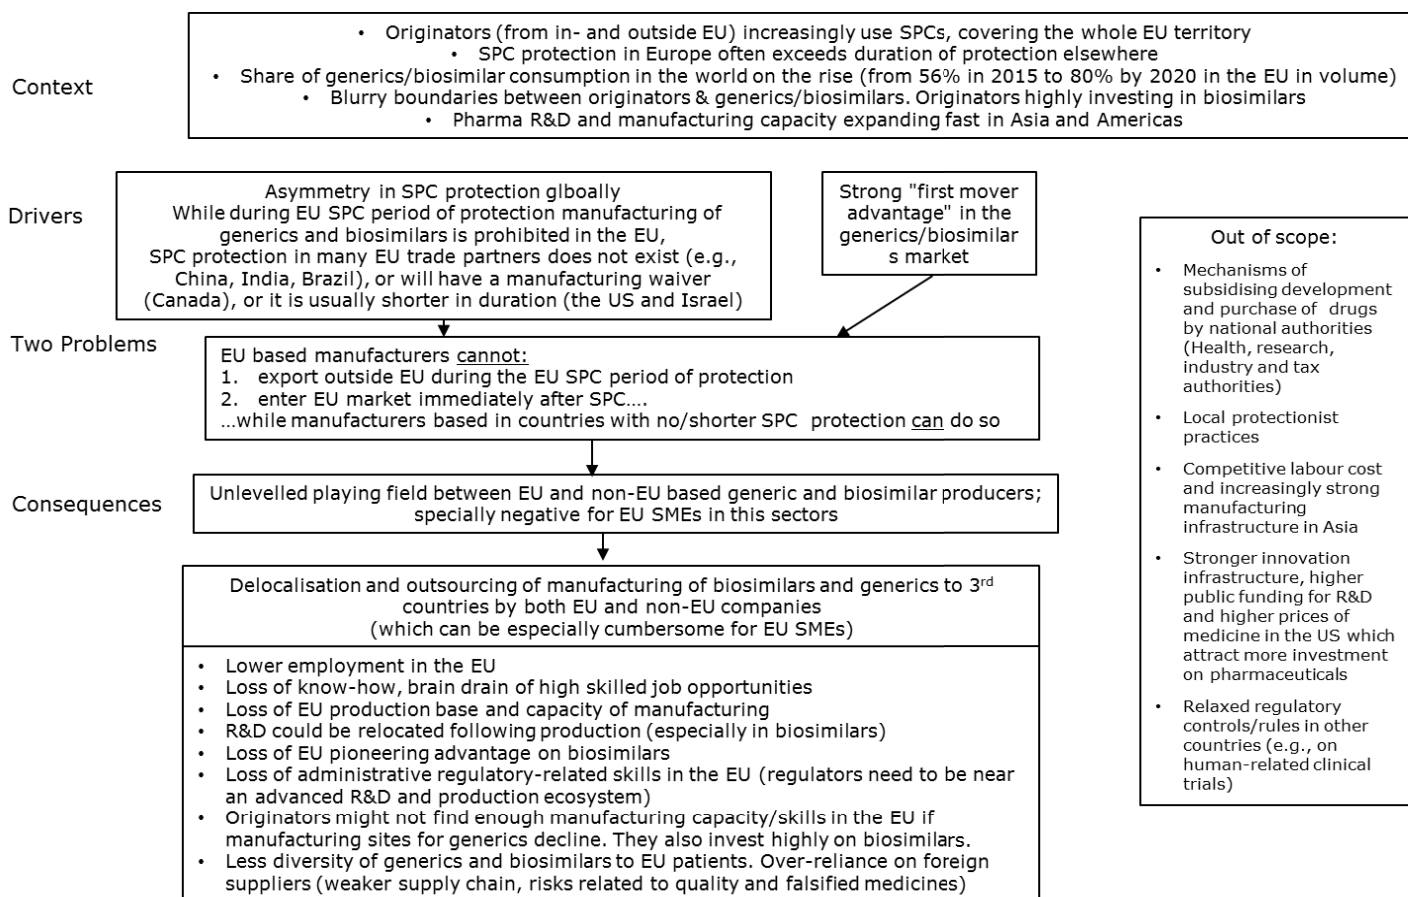 Context
• Originators (from in- and outside EU) increasingly use SPCs, covering the whole EU territory
• SPC protection in Europe often exceeds duration of protection elsewhere
• Share of generics/biosimilar consumption in the world on the rise (from 56% in 2015 to 80% by 2020 in the EU in volume)
• Blurry boundaries between originators & generics/biosimilars. Originators highly investing in biosimilars
• Pharma R&D and manufacturing capacity expanding fast in Asia and Americas
Drivers
Asymmetry in SPC protection glboally
While during EU SPC period of protection manufacturing of
generics and biosimilars is prohibited in the EU,
SPC protection in many EU trade partners does not exist (e.g.,
China, India, Brazil), or will have a manufacturing waiver
(Canada), or it is usually shorter in duration (the US and Israel)
Strong "first mover
advantage" in the
generics/biosimilar
s market
Two Problems
EU based manufacturers cannot:
1. export outside EU during the EU SPC period of protection
2. enter EU market immediately after SPC....
...while manufacturers based in countries with no/shorter SPC protection can do so
Consequences
Unlevelled playing field between EU and non-EU based generic and biosimilar producers;
specially negative for EU SMEs in this sectors
Delocalisation and outsourcing of manufacturing of biosimilars and generics to 3rd
countries by both EU and non-EU companies
(which can be especially cumbersome for EU SMEs)
• Lower employment in the EU
• Loss of know-how, brain drain of high skilled job opportunities
• Loss of EU production base and capacity of manufacturing
• R&D could be relocated following production (especially in biosimilars)
• Loss of EU pioneering advantage on biosimilars
• Loss of administrative regulatory-related skills in the EU (regulators need to be near
an advanced R&D and production ecosystem)
• Originators might not find enough manufacturing capacity/skills in the EU if
manufacturing sites for generics decline. They also invest highly on biosimilars.
• Less diversity of generics and biosimilars to EU patients. Over-reliance on foreign
suppliers (weaker supply chain, risks related to quality and falsified medicines)
Out of scope:
• Mechanisms of
subsidising development
and purchase of drugs
by national authorities
(Health, research,
industry and tax
authorities)
• Local protectionist
practices
• Competitive labour cost
and increasingly strong
manufacturing
infrastructure in Asia
• Stronger innovation
infrastructure, higher
public funding for R&D
and higher prices of
medicine in the US which
attract more investment
on pharmaceuticals
• Relaxed regulatory
controls/rules in other
countries (e.g., on
human-related clinical
trials)